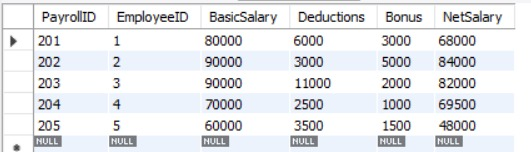 PayrollID EmployeeID BasicSalary Deductions Bonus NetSalary
201 1 80000 6000 3000 68000
202 2 90000 3000 5000 84000
203 3 90000 11000 2000 82000
204 4 70000 2500 1000 69500
205 5 60000 3500 1500 48000
NULL NULL NULL NULL NULL NULL